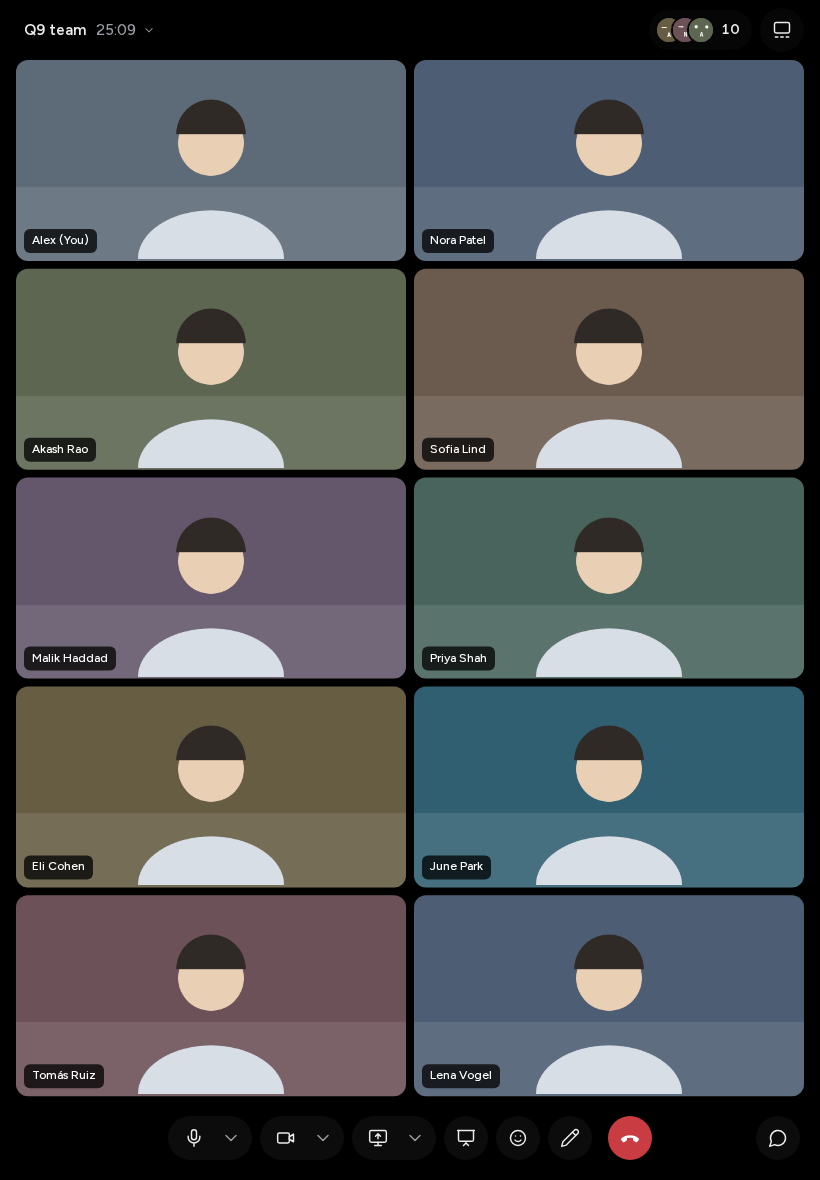 Q9 team 25:09
A N A 10
Alex (You)
Nora Patel
Akash Rao
Sofia Lind
Malik Haddad
Priya Shah
Eli Cohen
June Park
Tomás Ruiz
Lena Vogel